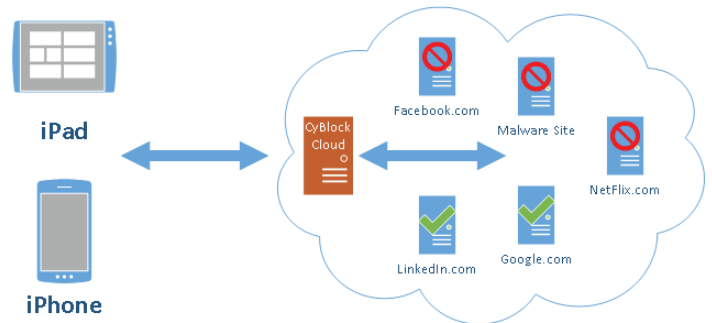 iPad
iPhone
CyBlock
Cloud
Facebook.com
Malware Site
NetFlix.com
LinkedIn.com
Google.com